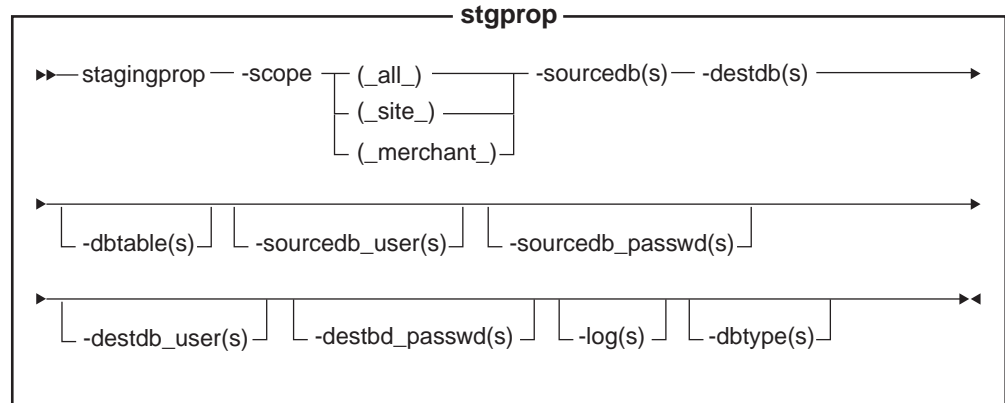 stgprop
stagingprop -scope (_all_) -sourcedb(s) -destdb(s)
(_site_)
(_merchant_)
-dbtable(s) -sourcedb_user(s) -sourcedb_passwd(s)
-destdb_user(s) -destbd_passwd(s) -log(s) -dbtype(s)